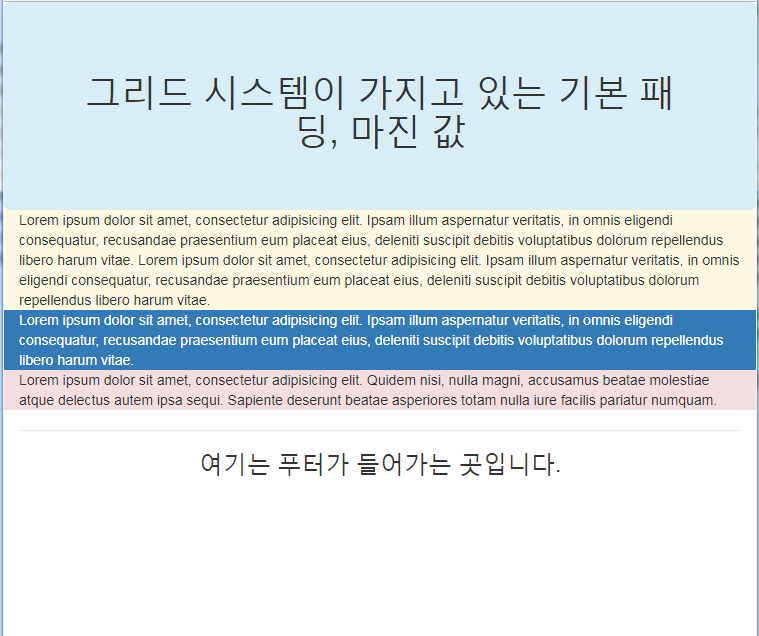 그리드 시스템이 가지고 있는 기본 패
딩, 마진 값
Lorem ipsum dolor sit amet, consectetur adipisicing elit. Ipsam illum aspernatur veritatis, in omnis eligendi
consequatur, recusandae praesentium eum placeat eius, deleniti suscipit debitis voluptatibus dolorum repellendus
libero harum vitae. Lorem ipsum dolor sit amet, consectetur adipisicing elit. Ipsam illum aspernatur veritatis, in omnis
eligendi consequatur, recusandae praesentium eum placeat eius, deleniti suscipit debitis voluptatibus dolorum
repellendus libero harum vitae.
Lorem ipsum dolor sit amet, consectetur adipisicing elit. Ipsam illum aspernatur veritatis, in omnis eligendi
consequatur, recusandae praesentium eum placeat eius, deleniti suscipit debitis voluptatibus dolorum repellendus
libero harum vitae.
Lorem ipsum dolor sit amet, consectetur adipisicing elit. Quidem nisi, nulla magni, accusamus beatae molestiae
atque delectus autem ipsa sequi. Sapiente deserunt beatae asperiores totam nulla iure facilis pariatur numquam.
여기는 푸터가 들어가는 곳입니다.